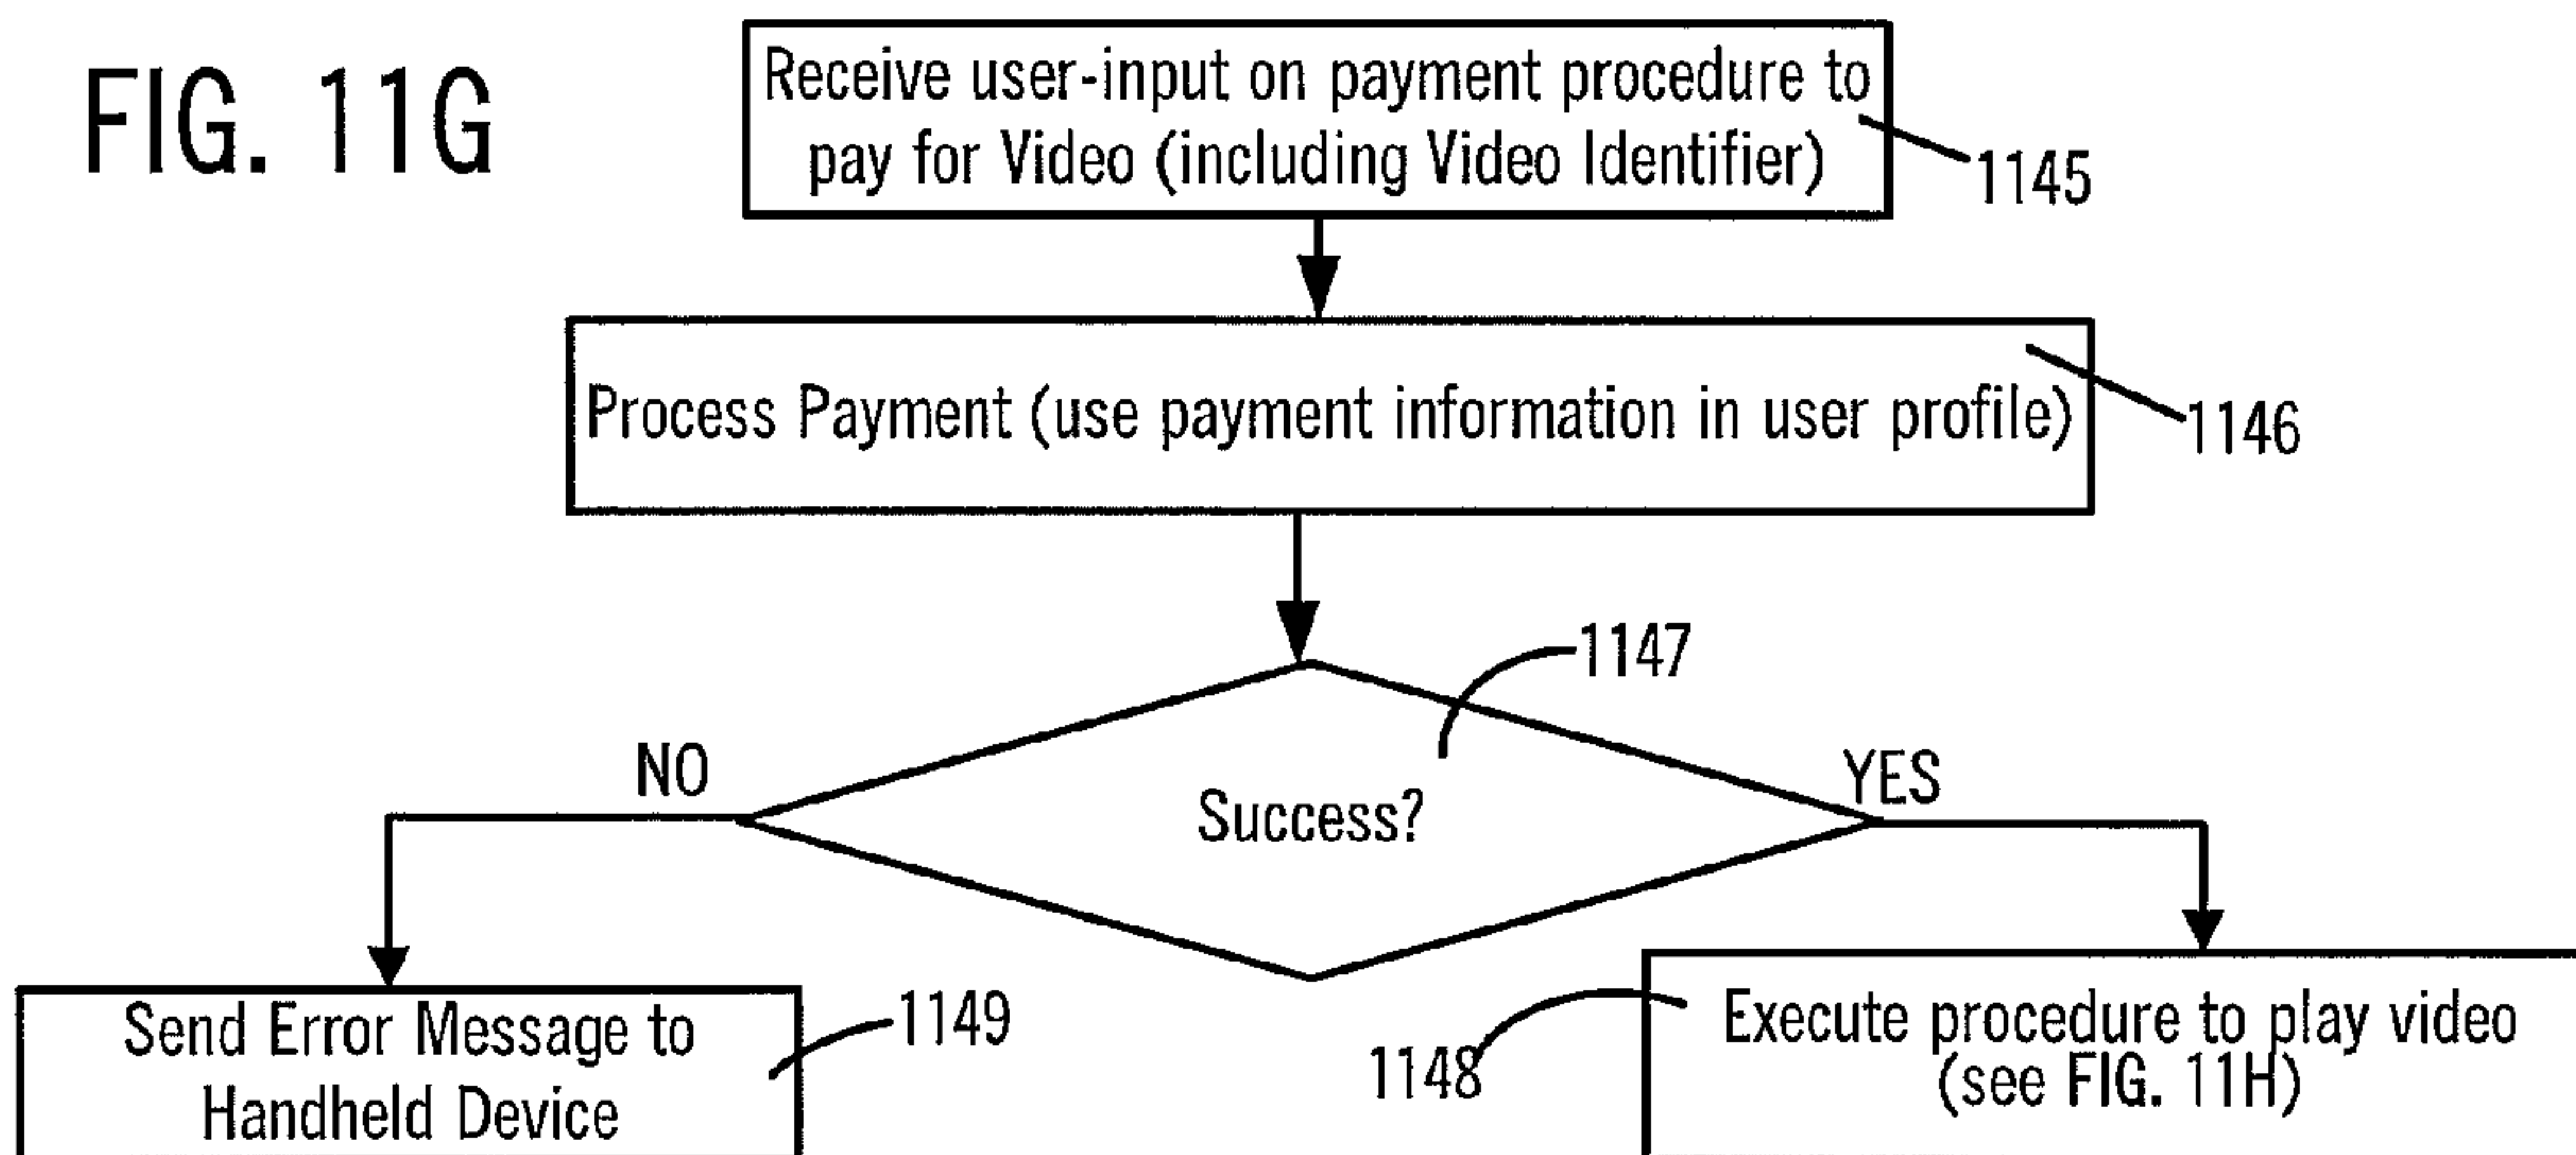 FIG. 11G
Receive user-input on payment procedure to
pay for Video (including Video Identifier)
1145
Process Payment (use payment information in user profile)
1146
1147
NO
YES
Success?
Send Error Message to
Handheld Device
1149
1148
Execute procedure to play video
(see FIG. 11H)